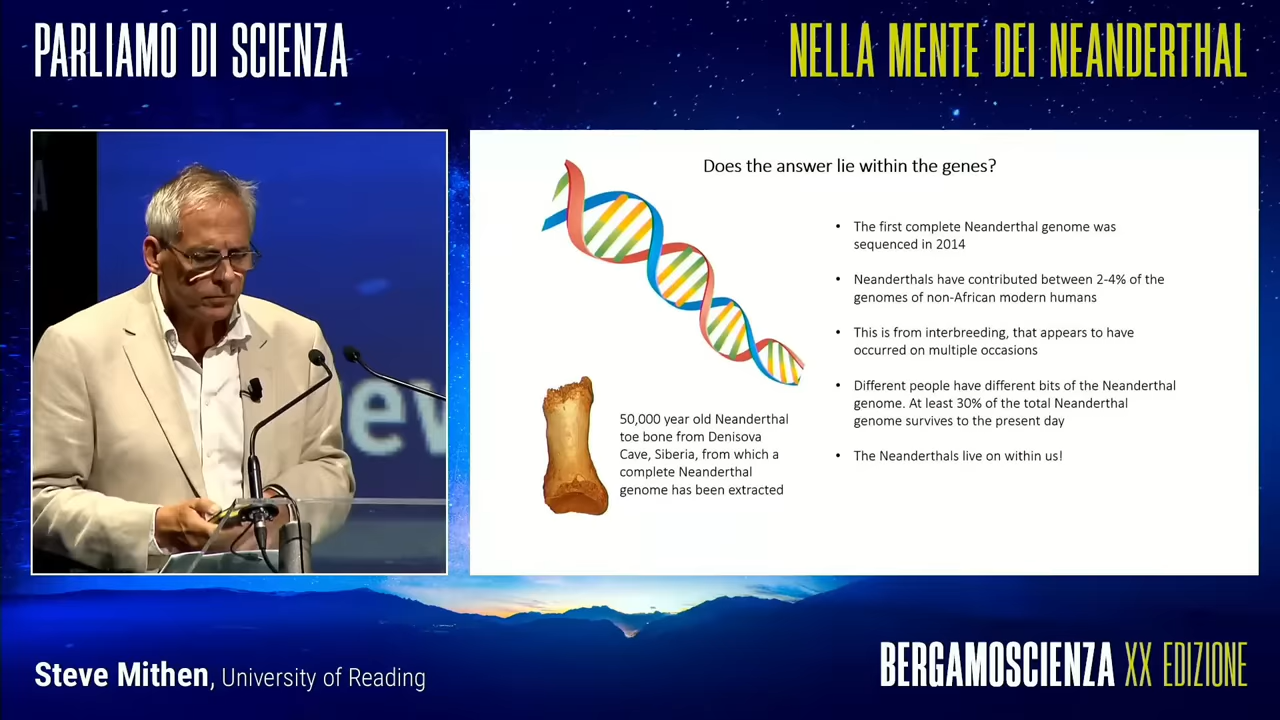 PARLIAMO DI SCIENZA
NELLA MENTE DEI NEANDERTHAL
Does the answer lie within the genes?
• The first complete Neanderthal genome was
sequenced in 2014
• Neanderthals have contributed between 2-4% of the
genomes of non-African modern humans
• This is from interbreeding, that appears to have
occurred on multiple occasions
• Different people have different bits of the Neanderthal
genome. At least 30% of the total Neanderthal
genome survives to the present day
• The Neanderthals live on within us!
50,000 year old Neanderthal
toe bone from Denisova
Cave, Siberia, from which a
complete Neanderthal
genome has been extracted
ev
Steve Mithen, University of Reading
BERGAMOSCIENZA XX EDIZIONE